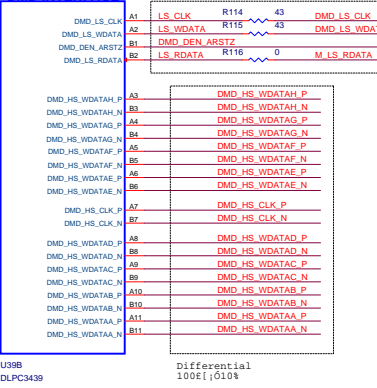 DMD_LS_CLK A1 LS_CLK R114 43 DMD_LS_CLK
DMD_LS_WDATA A2 LS_WDATA R115 43 DMD_LS_WDA
DMD_DEN_ARSTZ B1 DMD_DEN_ARSTZ
DMD_LS_RDATA B2 LS_RDATA R116 0 M_LS_RDATA
DMD_HS_WDATAH_P A3 DMD_HS_WDATAH_P
DMD_HS_WDATAH_N B3 DMD_HS_WDATAH_N
DMD_HS_WDATAG_P A4 DMD_HS_WDATAG_P
DMD_HS_WDATAG_N B4 DMD_HS_WDATAG_N
DMD_HS_WDATAF_P A5 DMD_HS_WDATAF_P
DMD_HS_WDATAF_N B5 DMD_HS_WDATAF_N
DMD_HS_WDATAE_P A6 DMD_HS_WDATAE_P
DMD_HS_WDATAE_N B6 DMD_HS_WDATAE_N
DMD_HS_CLK_P A7 DMD_HS_CLK_P
DMD_HS_CLK_N B7 DMD_HS_CLK_N
DMD_HS_WDATAD_P A8 DMD_HS_WDATAD_P
DMD_HS_WDATAD_N B8 DMD_HS_WDATAD_N
DMD_HS_WDATAC_P A9 DMD_HS_WDATAC_P
DMD_HS_WDATAC_N B9 DMD_HS_WDATAC_N
DMD_HS_WDATAB_P A10 DMD_HS_WDATAB_P
DMD_HS_WDATAB_N B10 DMD_HS_WDATAB_N
DMD_HS_WDATAA_P A11 DMD_HS_WDATAA_P
DMD_HS_WDATAA_N B11 DMD_HS_WDATAA_N
U39B
DLPC3439
Differential
100£[¡Ó10%